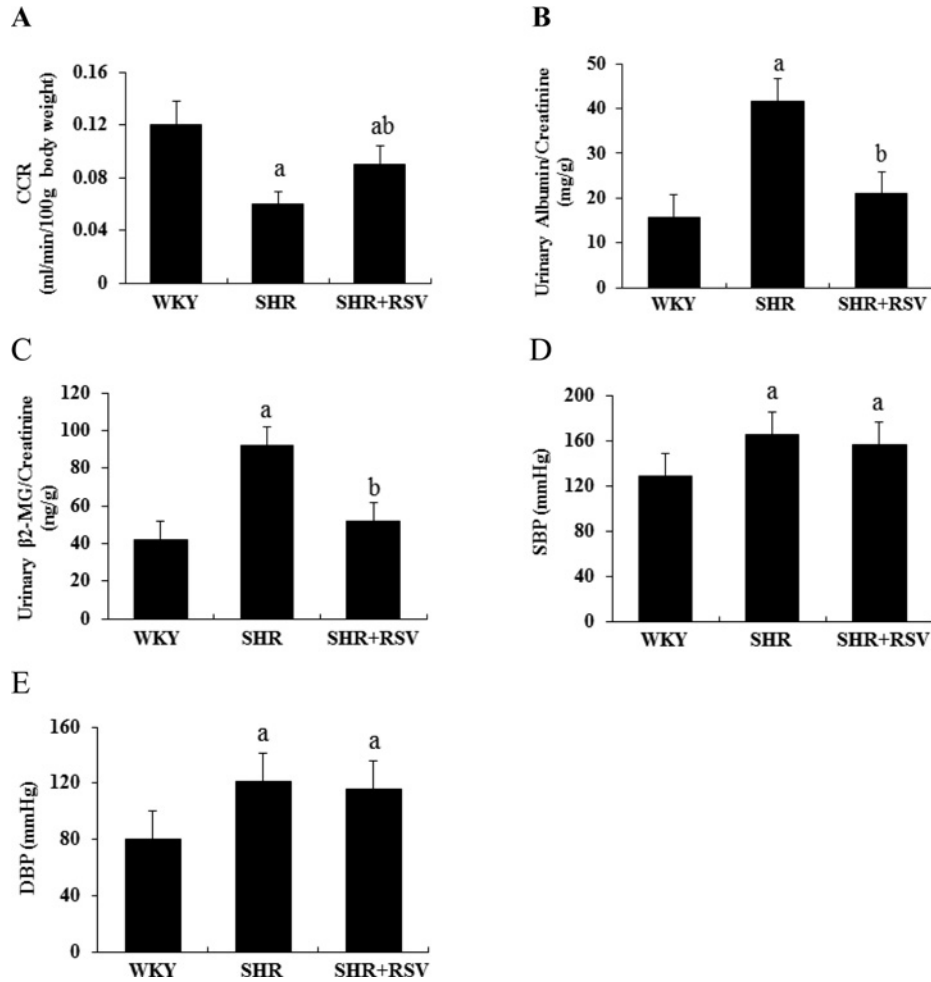 A
CCR
(ml/min/100g body weight)
0.16
0.12
0.08
0.04
0
a
ab
WKY SHR SHR+RSV
B
Urinary Albumin/Creatinine
(mg/g)
50
40
30
20
10
0
a
b
WKY SHR SHR+RSV
C
Urinary β2-MG/Creatinine
(ng/g)
120
100
80
60
40
20
0
a
b
WKY SHR SHR+RSV
D
SBP (mmHg)
200
160
120
80
40
0
a
a
WKY SHR SHR+RSV
E
DBP (mmHg)
160
120
80
40
0
a
a
WKY SHR SHR+RSV